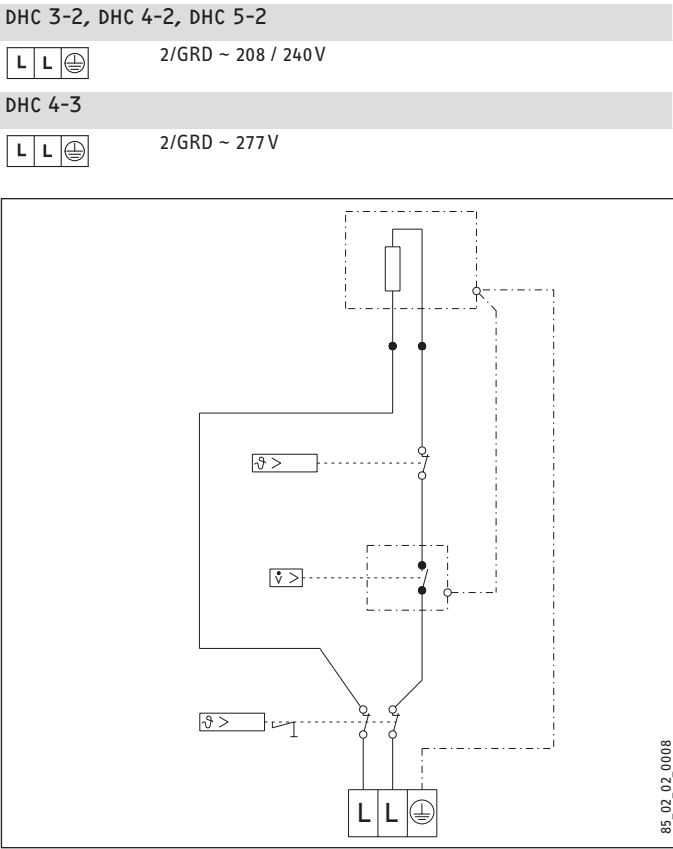 DHC 3-2, DHC 4-2, DHC 5-2
L L 2/GRD ~ 208 / 240 V
DHC 4-3
L L 2/GRD ~ 277 V
ϑ >
v̇ >
ϑ >
L L
85_02_02_0008